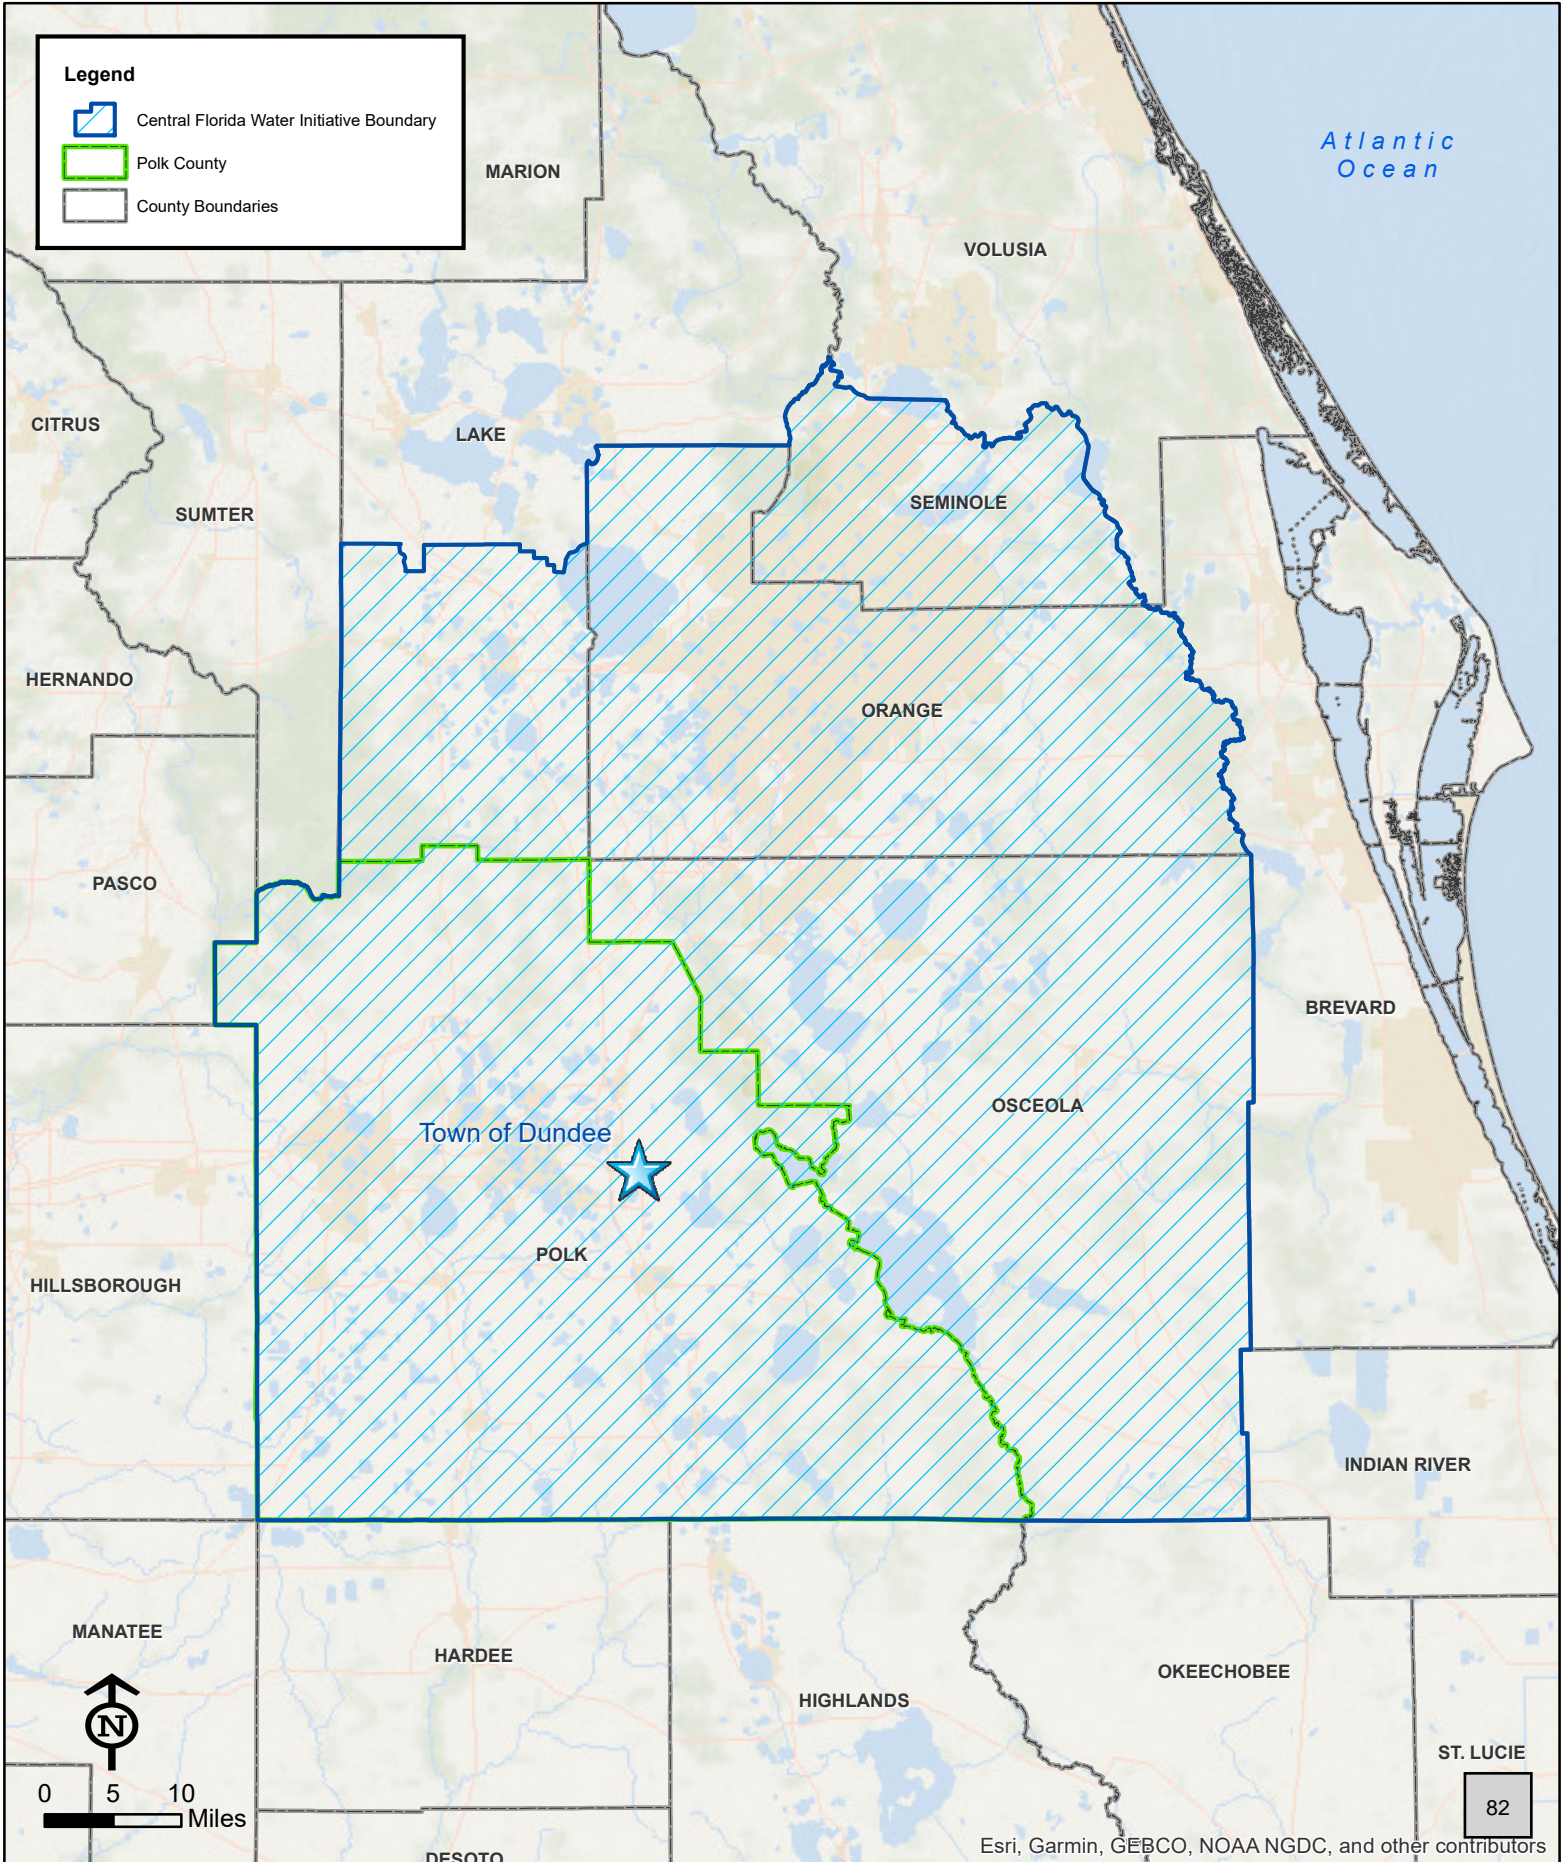 Legend
Central Florida Water Initiative Boundary
Polk County
County Boundaries
Atlantic
Ocean
MARION
VOLUSIA
CITRUS
LAKE
SEMINOLE
SUMTER
HERNANDO
ORANGE
PASCO
BREVARD
OSCEOLA
Town of Dundee
POLK
HILLSBOROUGH
INDIAN RIVER
MANATEE
HARDEE
OKEECHOBEE
HIGHLANDS
N
ST. LUCIE
0 5 10
Miles
82
Esri, Garmin, GEBCO, NOAA NGDC, and other contributors
DESOTO